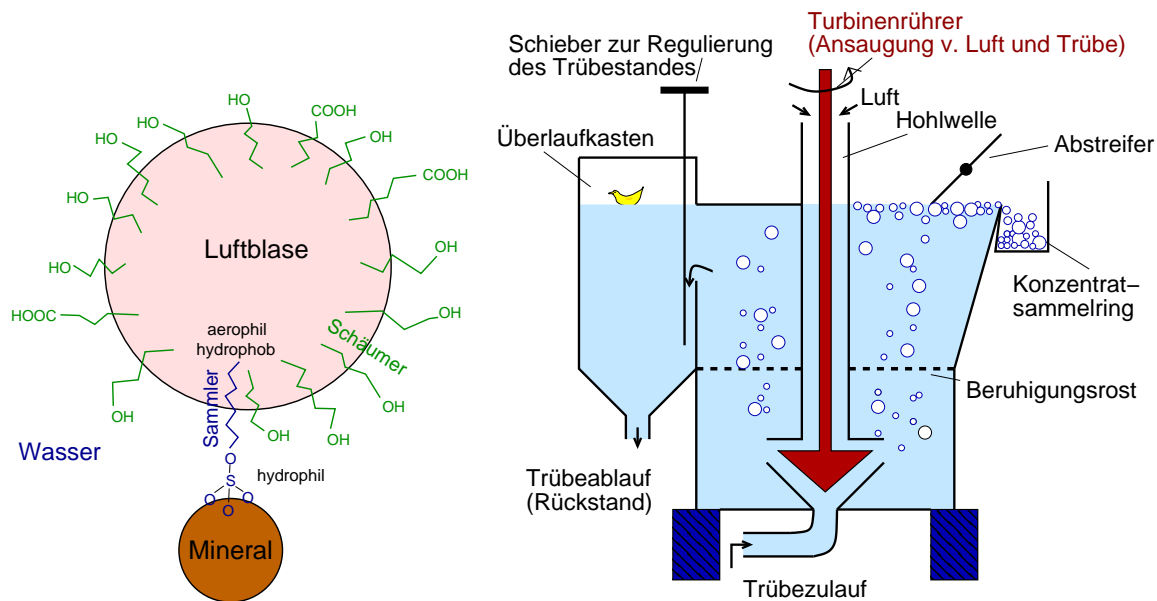 HO
HO
HO
COOH
OH
COOH
HO
HO
HOOC
OH
OH
OH
OH
OH
OH
Luftblase
aerophil
hydrophob
Schäumer
Sammler
Wasser
hydrophil
O
S
O
O
O
Mineral
Turbinenrührer
(Ansaugung v. Luft und Trübe)
Schieber zur Regulierung
des Trübestandes
Luft
Hohlwelle
Abstreifer
Überlaufkasten
Konzentrat–
sammelring
Beruhigungsrost
Trübeablauf
(Rückstand)
Trübezulauf